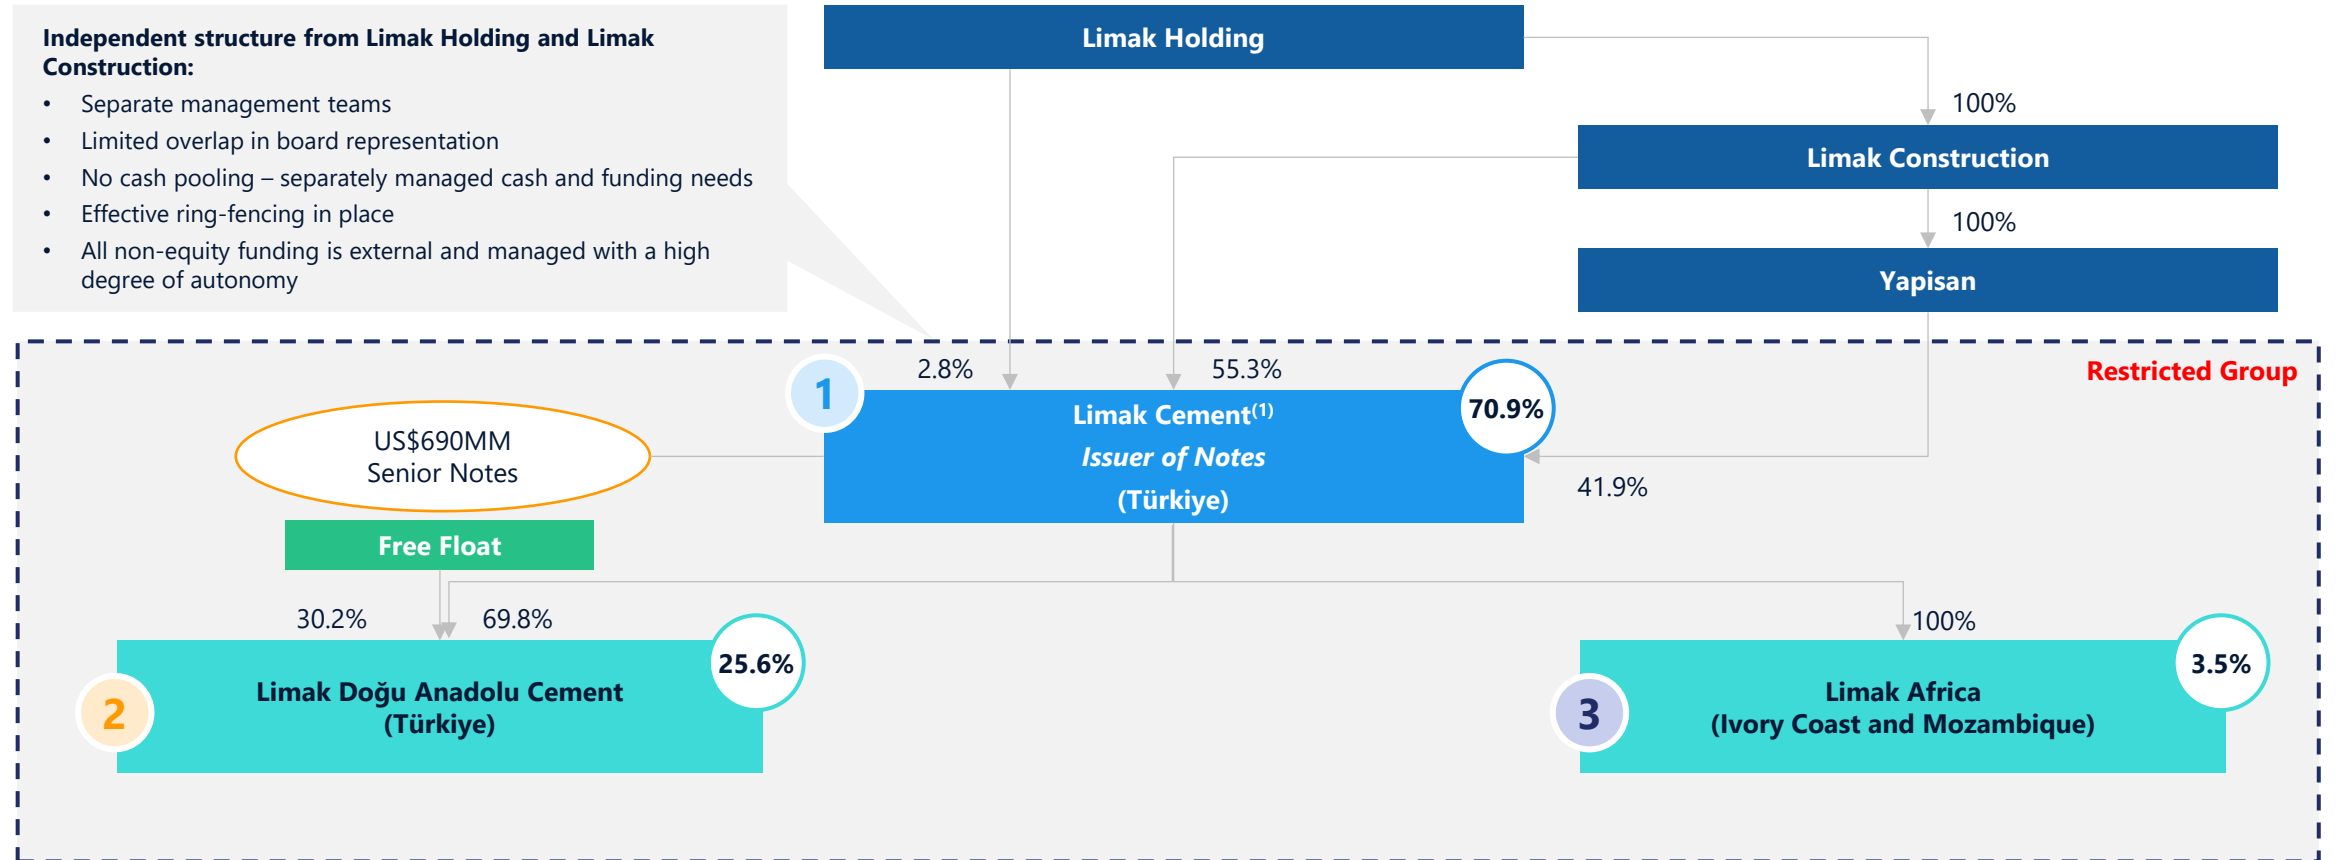 Independent structure from Limak Holding and Limak
Construction:
• Separate management teams
• Limited overlap in board representation
• No cash pooling – separately managed cash and funding needs
• Effective ring-fencing in place
• All non-equity funding is external and managed with a high
degree of autonomy
Limak Holding
100%
Limak Construction
100%
Yapisan
Restricted Group
2.8%
55.3%
1
Limak Cement(1)
Issuer of Notes
(Türkiye)
70.9%
41.9%
US$690MM
Senior Notes
Free Float
30.2%
69.8%
100%
2
Limak Doğu Anadolu Cement
(Türkiye)
25.6%
3
Limak Africa
(Ivory Coast and Mozambique)
3.5%